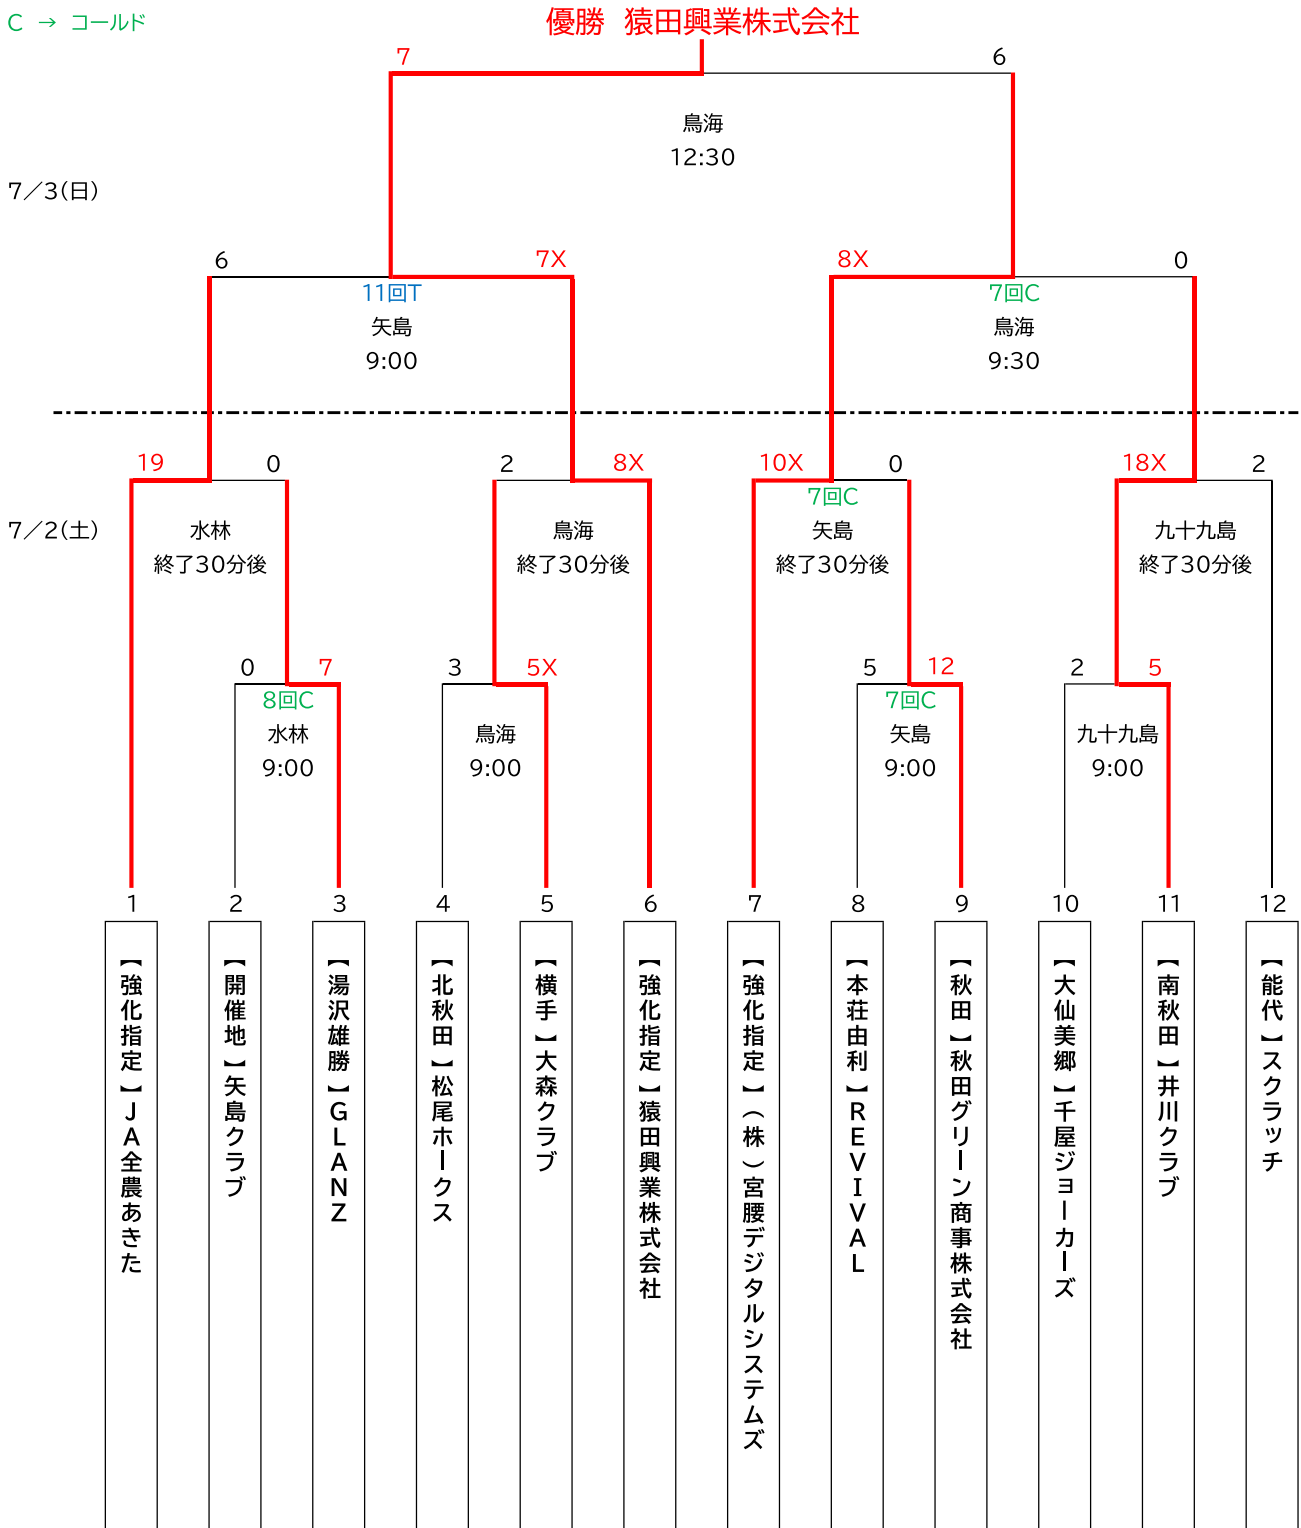 C → コールド
優勝 猿田興業株式会社
7 6
鳥海
12:30
7／3(日)
6 7X 8X 0
11回T 7回C
矢島 鳥海
9:00 9:30
19 0 2 8X 10X 0 18X 2
7回C
7／2(土) 水林 鳥海 矢島 九十九島
終了30分後 終了30分後 終了30分後 終了30分後
0 7 3 5X 5 12 2 5
8回C 7回C
水林 鳥海 矢島 九十九島
9:00 9:00 9:00 9:00
1 2 3 4 5 6 7 8 9 10 11 12
【強化指定】JA全農あきた
【開催地】矢島クラブ
【湯沢雄勝】GLANZ
【北秋田】松尾ホークス
【横手】大森クラブ
【強化指定】猿田興業株式会社
【強化指定】(株)宮腰デジタルシステムズ
【本荘由利】REVIVAL
【秋田】秋田グリーン商事株式会社
【大仙美郷】千屋ジョーカーズ
【南秋田】井川クラブ
【能代】スクラッチ